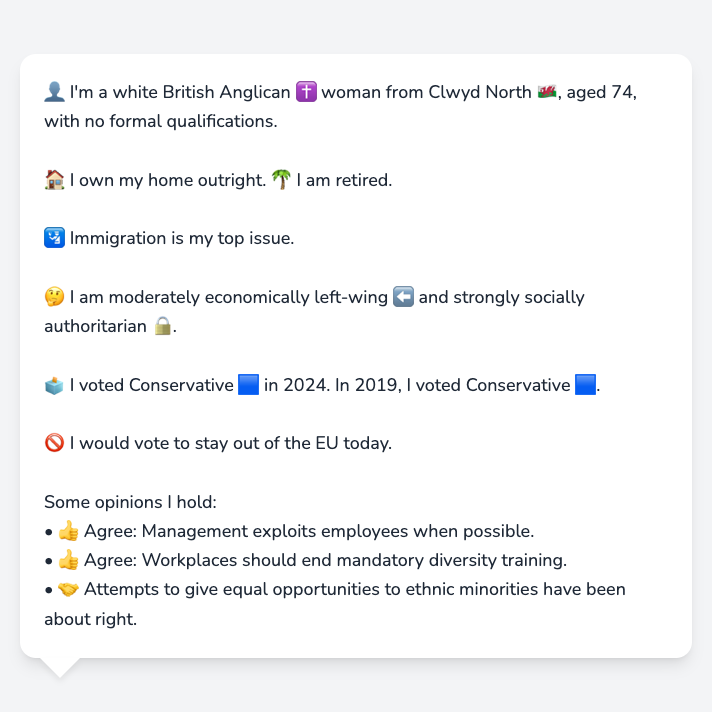 👤 I'm a white British Anglican ✝️ woman from Clwyd North 🏴󠁧󠁢󠁷󠁬󠁳󠁿, aged 74,
with no formal qualifications.
🏠 I own my home outright. 🌴 I am retired.
🛂 Immigration is my top issue.
🤔 I am moderately economically left-wing ⬅️ and strongly socially
authoritarian 🔒.
🗳️ I voted Conservative 🟦 in 2024. In 2019, I voted Conservative 🟦.
🚫 I would vote to stay out of the EU today.
Some opinions I hold:
• 👍 Agree: Management exploits employees when possible.
• 👍 Agree: Workplaces should end mandatory diversity training.
• 🤝 Attempts to give equal opportunities to ethnic minorities have been
about right.